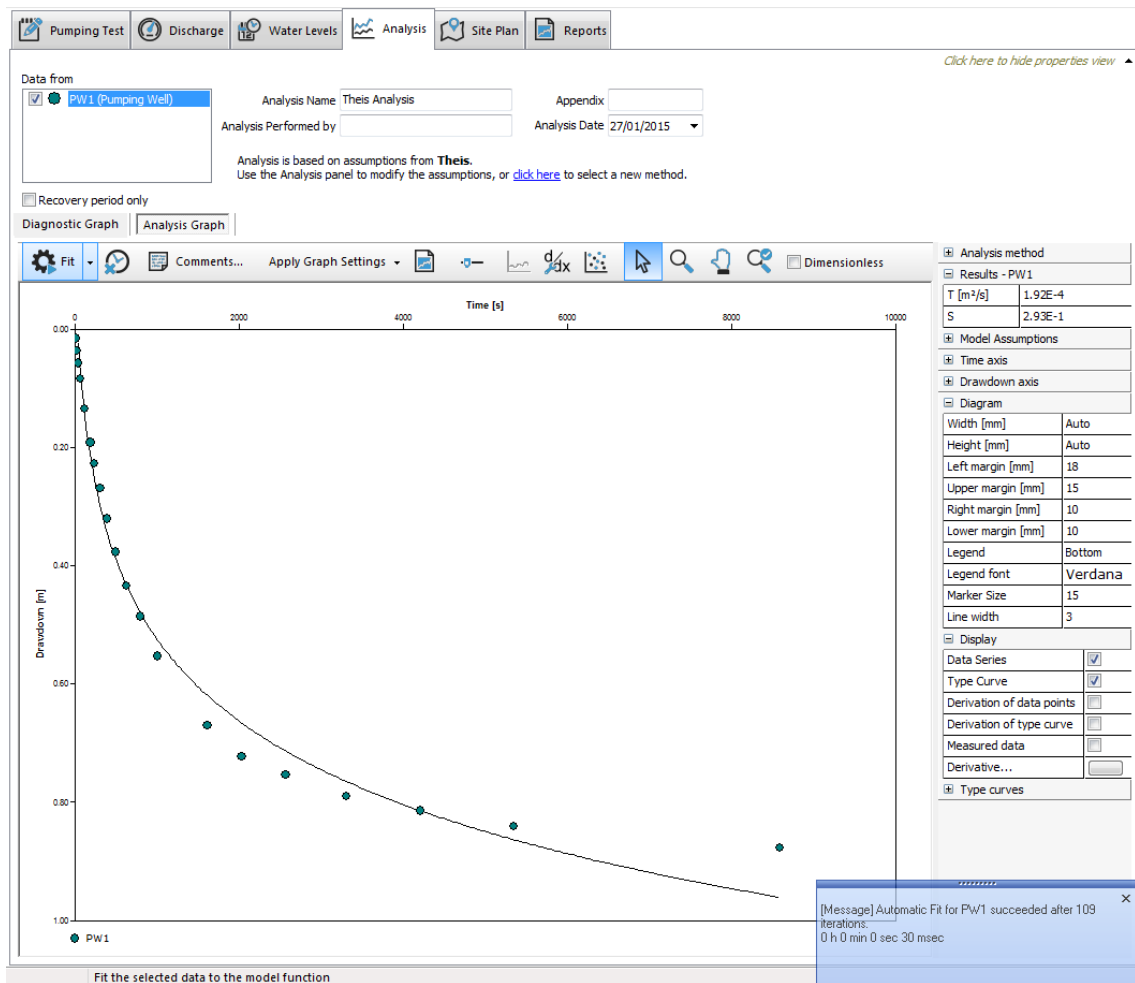 Pumping Test Discharge Water Levels Analysis Site Plan Reports
Click here to hide properties view
Data from
PW1 (Pumping Well)
Analysis Name Theis Analysis Appendix
Analysis Performed by Analysis Date 27/01/2015
Analysis is based on assumptions from Theis.
Use the Analysis panel to modify the assumptions, or click here to select a new method.
Recovery period only
Diagnostic Graph Analysis Graph
Fit Comments... Apply Graph Settings d/dx Dimensionless
Time [s]
0 2000 4000 6000 8000 10000
0.00
0.20
0.40
0.60
0.80
1.00
Drawdown [m]
PW1
Analysis method
Results - PW1
T [m²/s] 1.92E-4
S 2.93E-1
Model Assumptions
Time axis
Drawdown axis
Diagram
Width [mm] Auto
Height [mm] Auto
Left margin [mm] 18
Upper margin [mm] 15
Right margin [mm] 10
Lower margin [mm] 10
Legend Bottom
Legend font Verdana
Marker Size 15
Line width 3
Display
Data Series
Type Curve
Derivation of data points
Derivation of type curve
Measured data
Derivative...
Type curves
[Message] Automatic Fit for PW1 succeeded after 109
iterations.
0 h 0 min 0 sec 30 msec
Fit the selected data to the model function